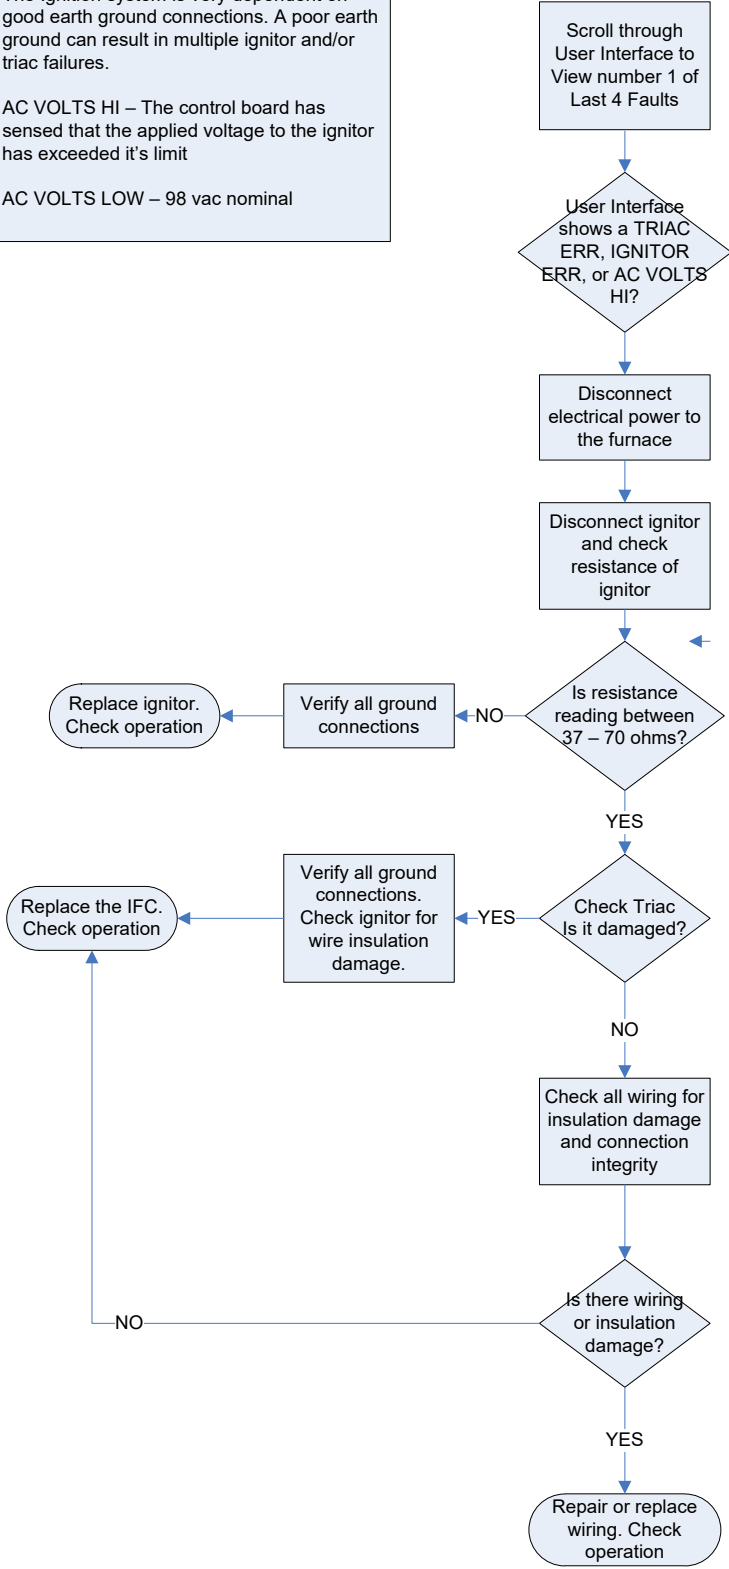 The ignition system is very dependent on
good earth ground connections. A poor earth
ground can result in multiple ignitor and/or
triac failures.
AC VOLTS HI – The control board has
sensed that the applied voltage to the ignitor
has exceeded it's limit
AC VOLTS LOW – 98 vac nominal
Scroll through
User Interface to
View number 1 of
Last 4 Faults
User Interface
shows a TRIAC
ERR, IGNITOR
ERR, or AC VOLTS
HI?
Disconnect
electrical power to
the furnace
Disconnect ignitor
and check
resistance of
ignitor
Is resistance
reading between
37 – 70 ohms?
NO
Verify all ground
connections
Replace ignitor.
Check operation
YES
Check Triac
Is it damaged?
YES
Verify all ground
connections.
Check ignitor for
wire insulation
damage.
Replace the IFC.
Check operation
NO
Check all wiring for
insulation damage
and connection
integrity
Is there wiring
or insulation
damage?
NO
YES
Repair or replace
wiring. Check
operation